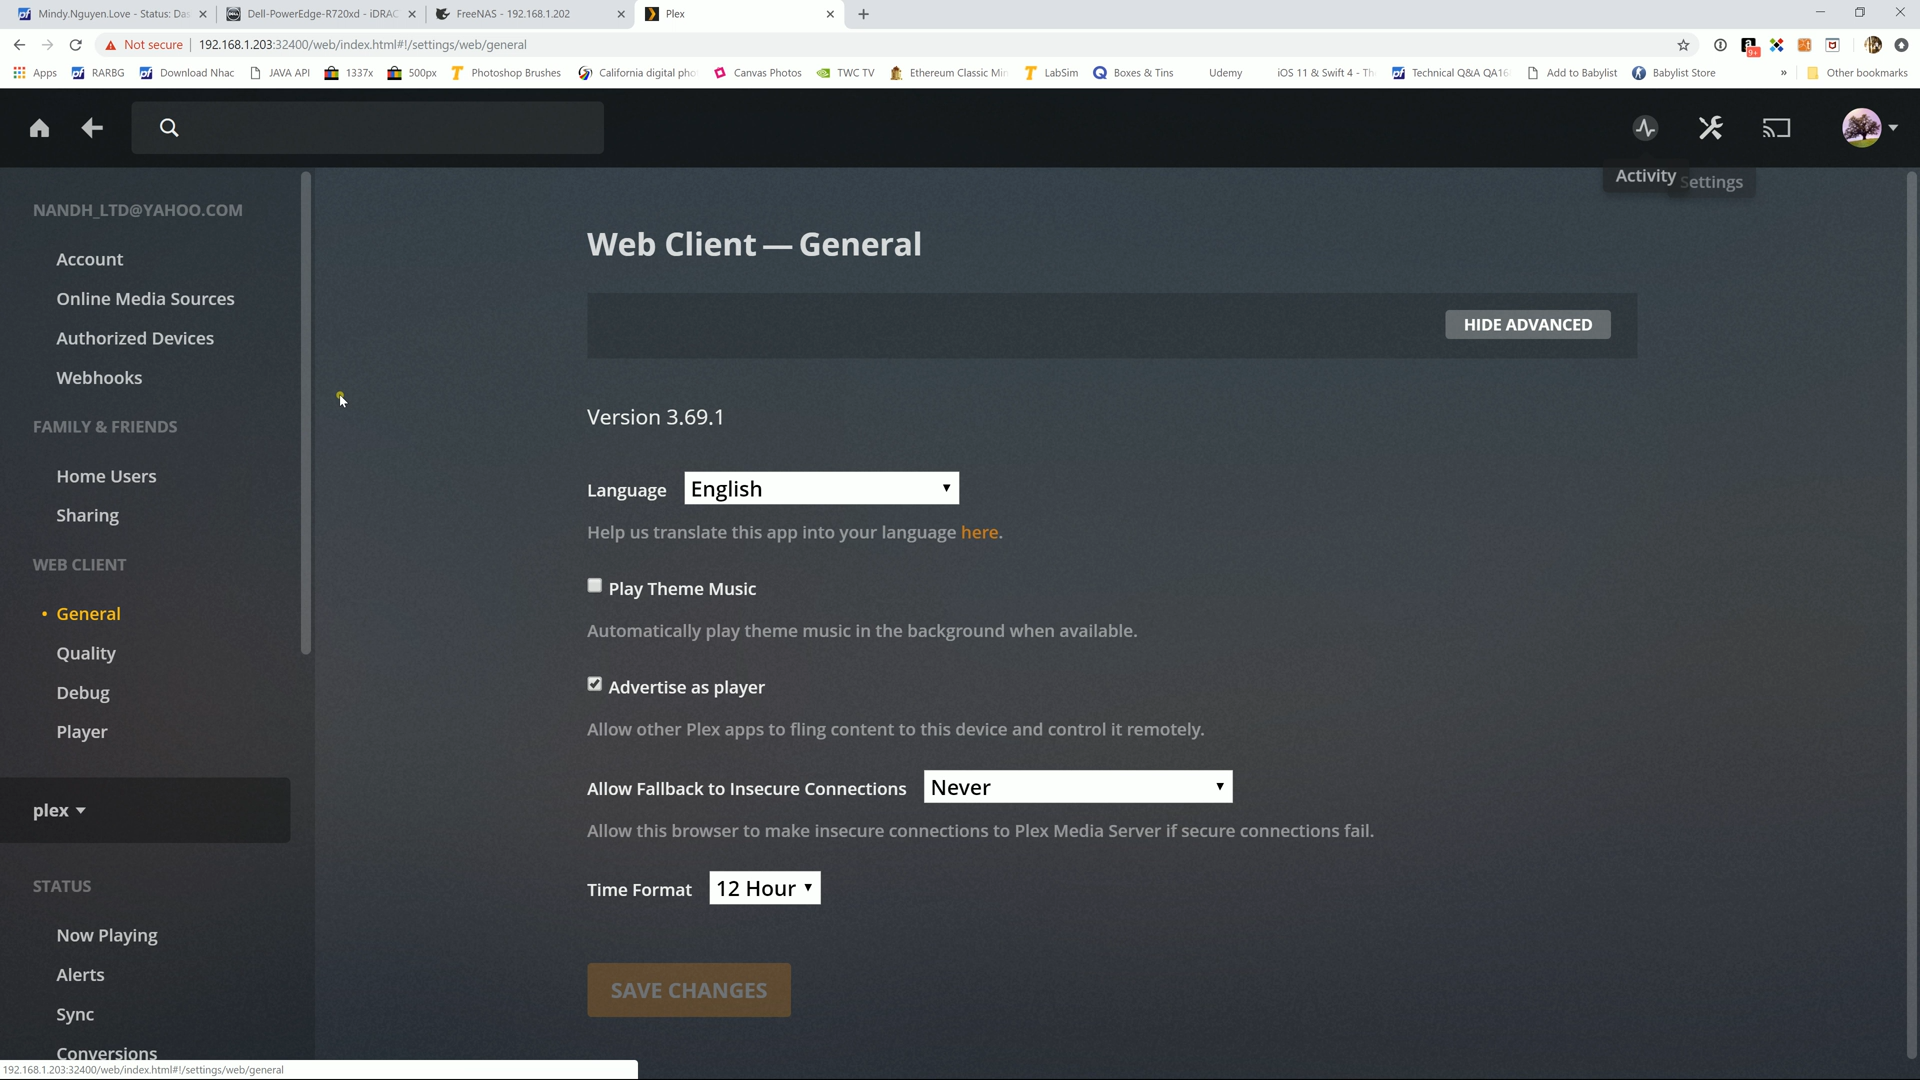 Mindy.Nguyen.Love - Status: Das
Dell-PowerEdge-R720xd - iDRAC
FreeNAS - 192.168.1.202
Plex
Not secure
192.168.1.203:32400/web/index.html#!/settings/web/general
9+
Apps
RARBG
Download Nhac
JAVA API
1337x
500px
Photoshop Brushes
California digital pho
Canvas Photos
TWC TV
Ethereum Classic Min
LabSim
Boxes & Tins
Udemy
iOS 11 & Swift 4 - Th
Technical Q&A QA16
Add to Babylist
Babylist Store
»
Other bookmarks
Activity
Settings
NANDH_LTD@YAHOO.COM
Account
Online Media Sources
Authorized Devices
Webhooks
FAMILY & FRIENDS
Home Users
Sharing
WEB CLIENT
• General
Quality
Debug
Player
plex
STATUS
Now Playing
Alerts
Sync
Conversions
Web Client — General
HIDE ADVANCED
Version 3.69.1
Language English
Help us translate this app into your language here.
Play Theme Music
Automatically play theme music in the background when available.
Advertise as player
Allow other Plex apps to fling content to this device and control it remotely.
Allow Fallback to Insecure Connections Never
Allow this browser to make insecure connections to Plex Media Server if secure connections fail.
Time Format 12 Hour
SAVE CHANGES
192.168.1.203:32400/web/index.html#!/settings/web/general